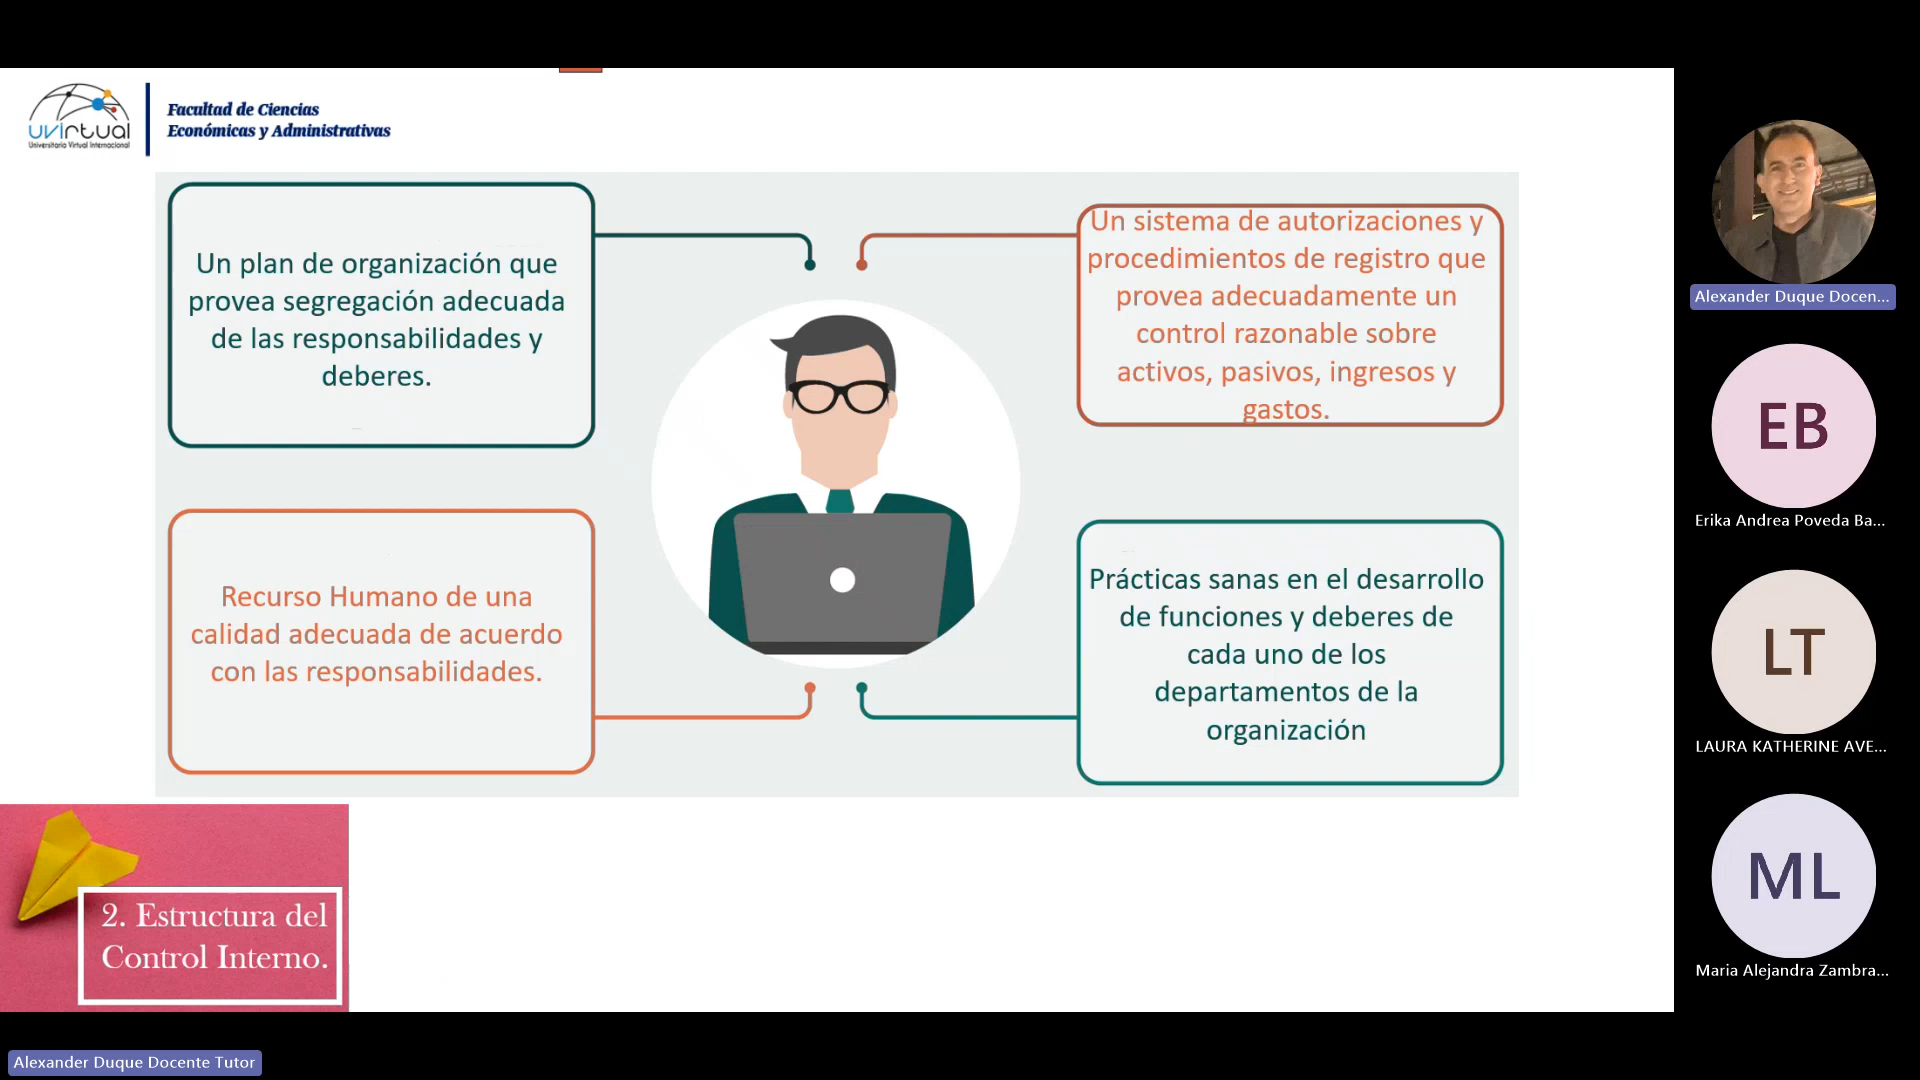 uvirtual
Universitaria Virtual Internacional
Facultad de Ciencias
Económicas y Administrativas
Un plan de organización que
provea segregación adecuada
de las responsabilidades y
deberes.
Un sistema de autorizaciones y
procedimientos de registro que
provea adecuadamente un
control razonable sobre
activos, pasivos, ingresos y
gastos.
Recurso Humano de una
calidad adecuada de acuerdo
con las responsabilidades.
Prácticas sanas en el desarrollo
de funciones y deberes de
cada uno de los
departamentos de la
organización
2. Estructura del
Control Interno.
Alexander Duque Docen...
EB
Erika Andrea Poveda Ba...
LT
LAURA KATHERINE AVE...
ML
Maria Alejandra Zambra...
Alexander Duque Docente Tutor